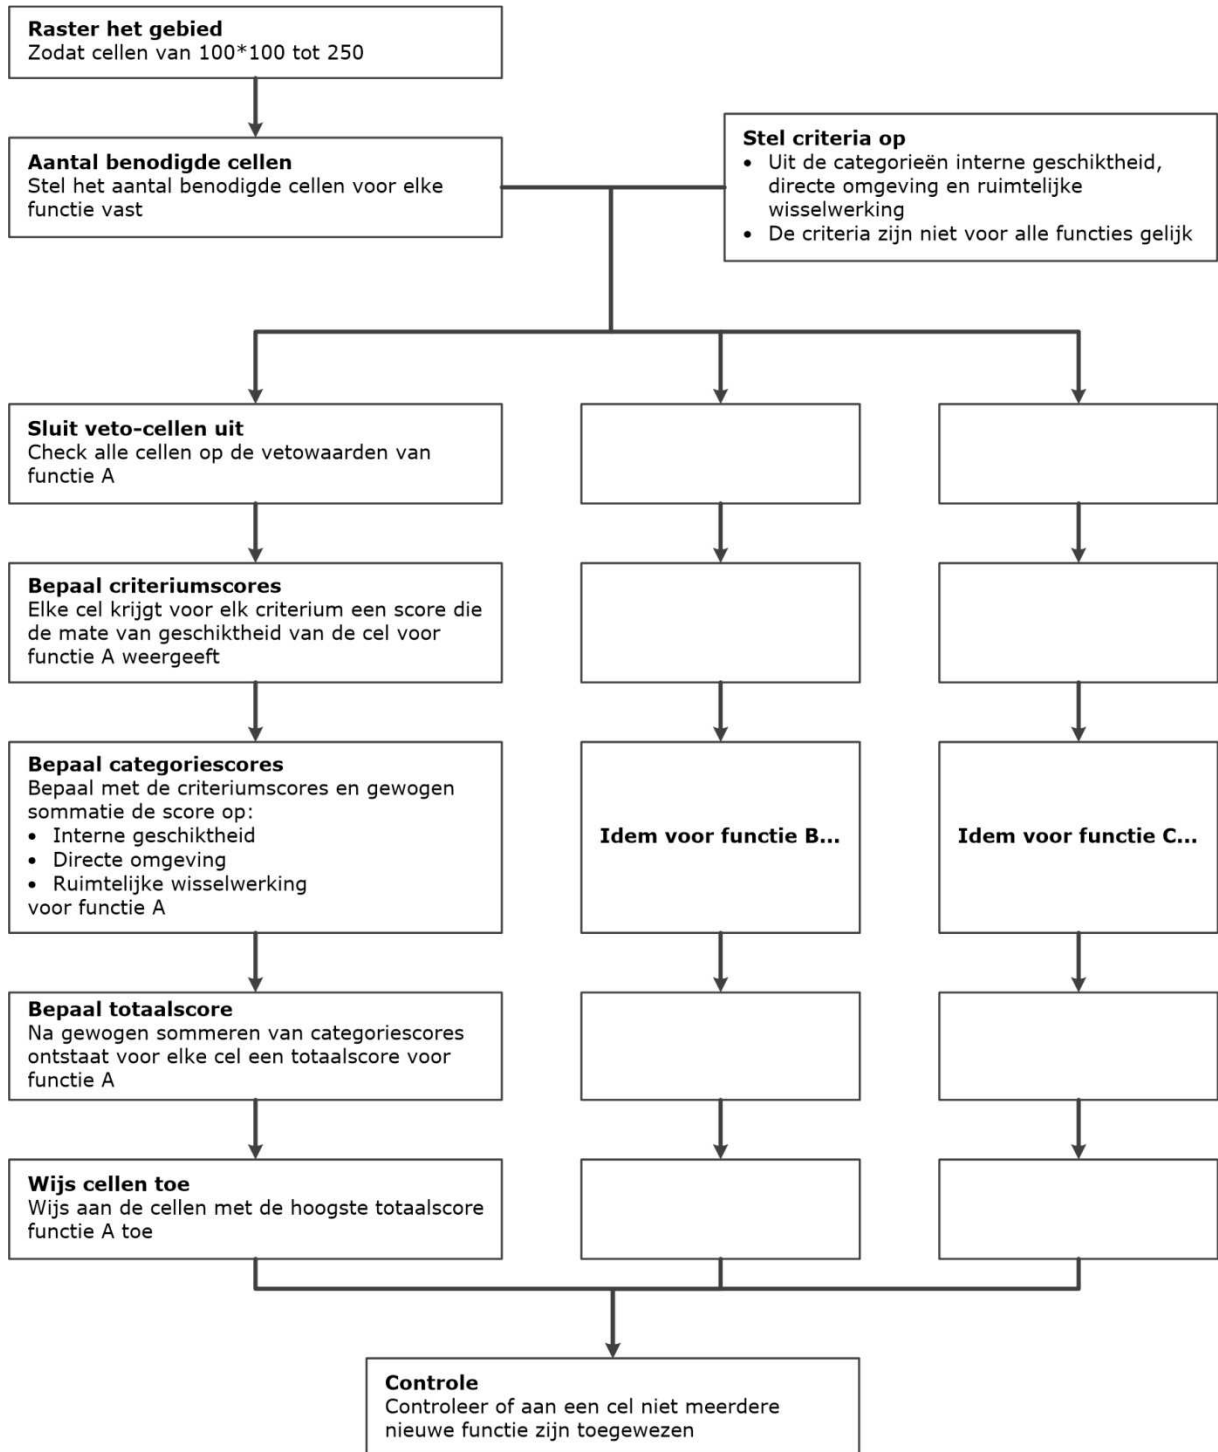 Raster het gebied
Zodat cellen van 100*100 tot 250
Aantal benodigde cellen
Stel het aantal benodigde cellen voor elke
functie vast
Stel criteria op
• Uit de categorieën interne geschiktheid,
directe omgeving en ruimtelijke
wisselwerking
• De criteria zijn niet voor alle functies gelijk
Sluit veto-cellen uit
Check alle cellen op de vetowaarden van
functie A
Bepaal criteriumscores
Elke cel krijgt voor elk criterium een score die
de mate van geschiktheid van de cel voor
functie A weergeeft
Bepaal categoriescores
Bepaal met de criteriumscores en gewogen
sommatie de score op:
• Interne geschiktheid
• Directe omgeving
• Ruimtelijke wisselwerking
voor functie A
Idem voor functie B...
Idem voor functie C...
Bepaal totaalscore
Na gewogen sommeren van categoriescores
ontstaat voor elke cel een totaalscore voor
functie A
Wijs cellen toe
Wijs aan de cellen met de hoogste totaalscore
functie A toe
Controle
Controleer of aan een cel niet meerdere
nieuwe functie zijn toegewezen